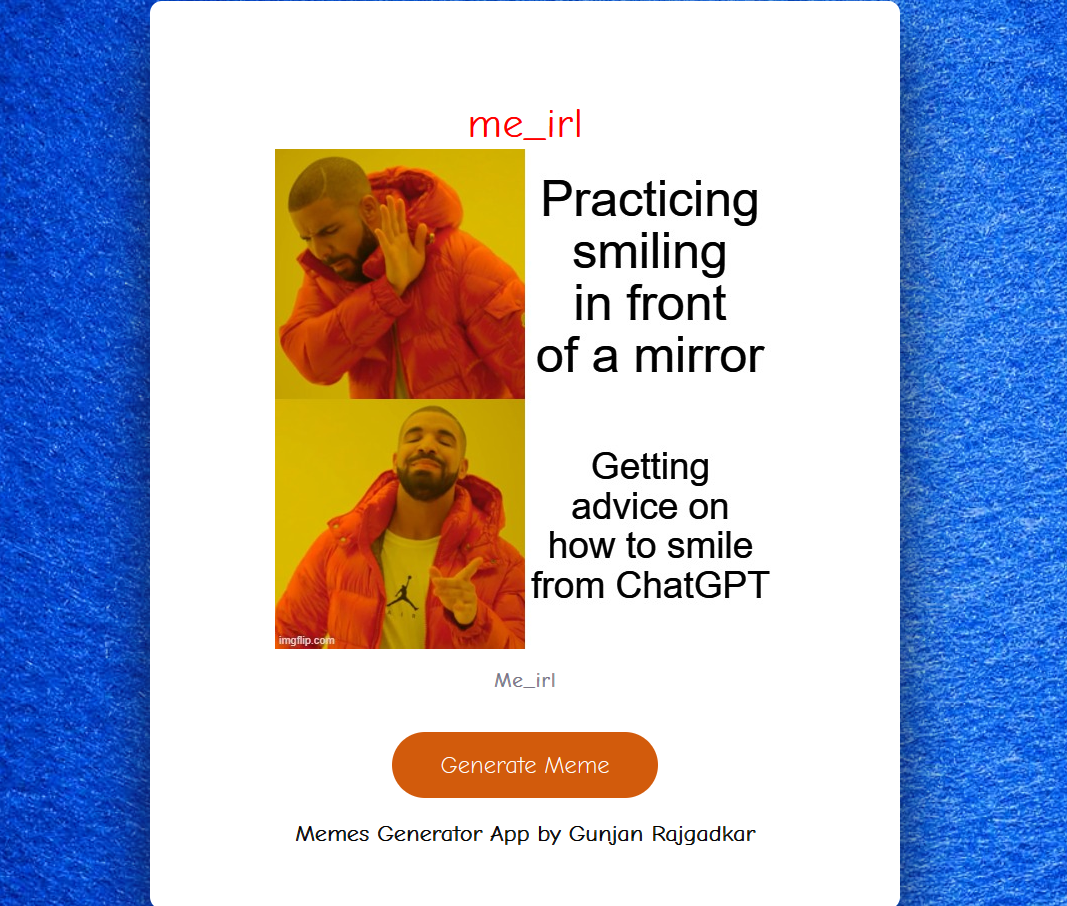 me_irl
Practicing
smiling
in front
of a mirror
Getting
advice on
how to smile
from ChatGPT
imgflip.com
Me_irl
Generate Meme
Memes Generator App by Gunjan Rajgadkar